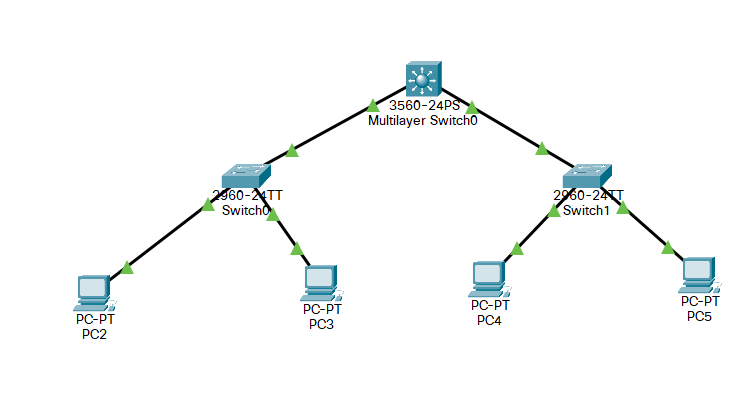 3560-24PS
Multilayer Switch0
2960-24TT
Switch0
2960-24TT
Switch1
PC-PT
PC2
PC-PT
PC3
PC-PT
PC4
PC-PT
PC5